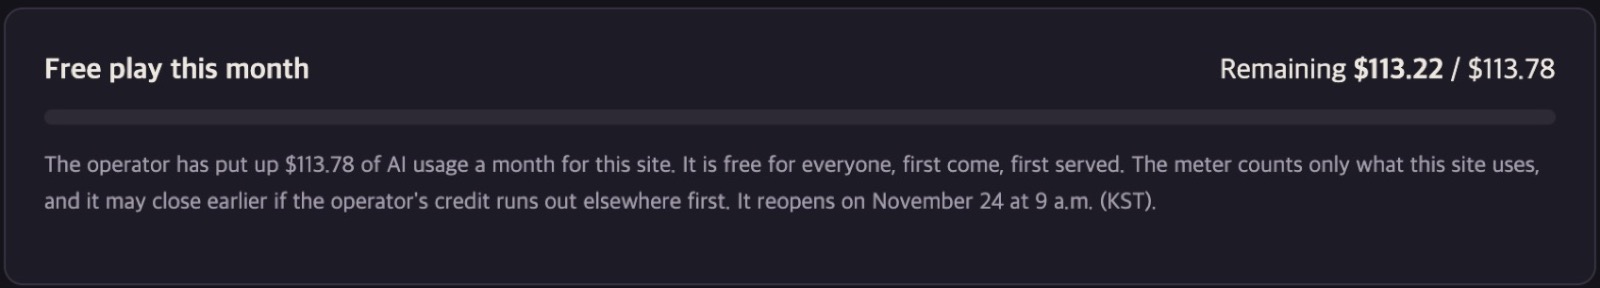 Free play this month
Remaining $113.22 / $113.78
The operator has put up $113.78 of AI usage a month for this site. It is free for everyone, first come, first served. The meter counts only what this site uses,
and it may close earlier if the operator's credit runs out elsewhere first. It reopens on November 24 at 9 a.m. (KST).